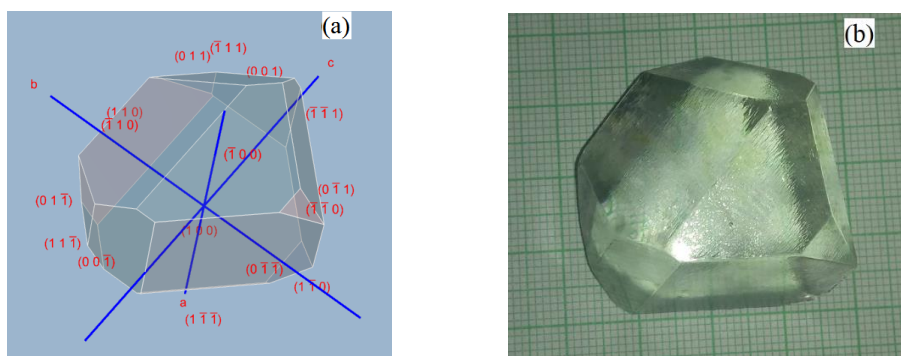 (a)
(1̅ 1 1)
(0 1 1)
(0 0 1)
c
b
(1 1 0)
(1̅ 1 0)
(1̅ 1̅ 1)
(1̅ 0 0)
(0 1̅ 1)
(0 1 1̅)
(1̅ 1̅ 0)
(1 0 0)
(1 1 1̅)
(0 0 1̅)
(0 1̅ 1̅)
(1 1̅ 0)
a
(1 1̅ 1̅)
(b)